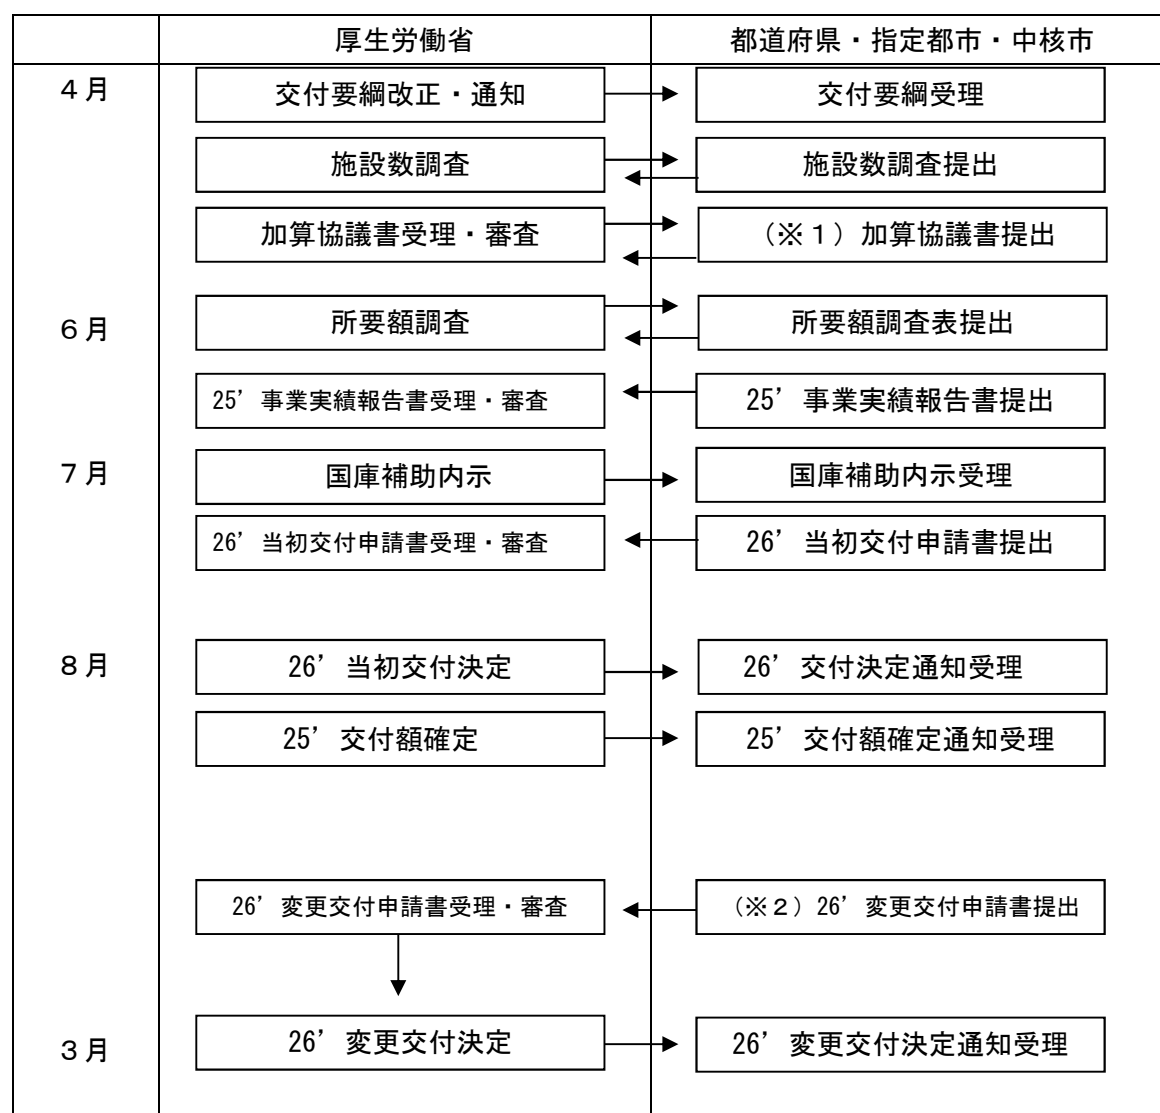 厚生労働省
都道府県・指定都市・中核市
４月
交付要綱改正・通知
交付要綱受理
施設数調査
施設数調査提出
加算協議書受理・審査
（※１）加算協議書提出
６月
所要額調査
所要額調査表提出
25’事業実績報告書受理・審査
25’事業実績報告書提出
７月
国庫補助内示
国庫補助内示受理
26’当初交付申請書受理・審査
26’当初交付申請書提出
８月
26’当初交付決定
26’交付決定通知受理
25’交付額確定
25’交付額確定通知受理
26’変更交付申請書受理・審査
（※２）26’変更交付申請書提出
３月
26’変更交付決定
26’変更交付決定通知受理